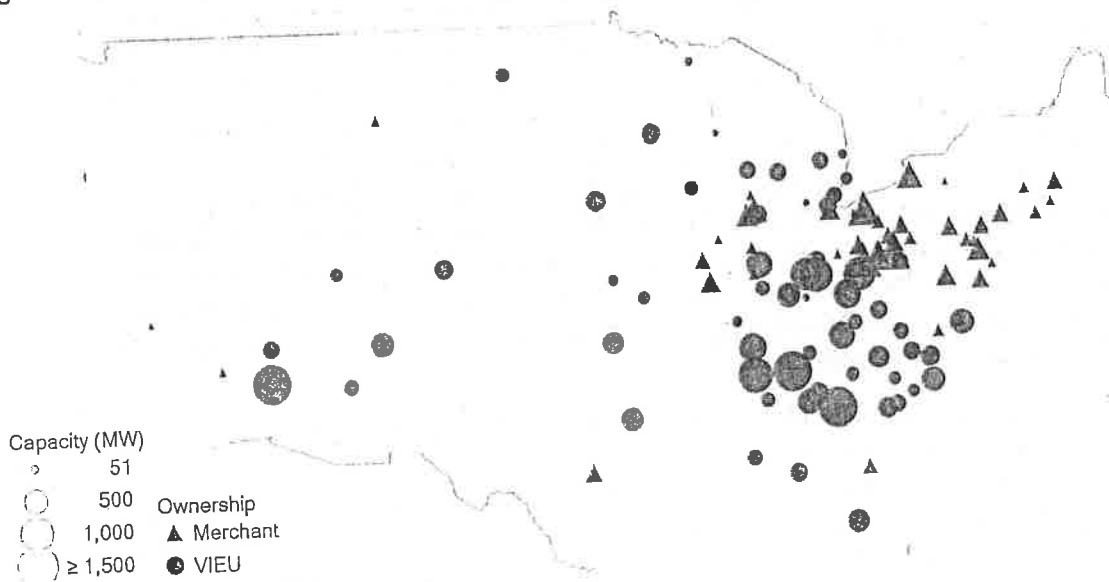 Capacity (MW)
51
500
1,000
≥ 1,500
Ownership
Merchant
VIEU